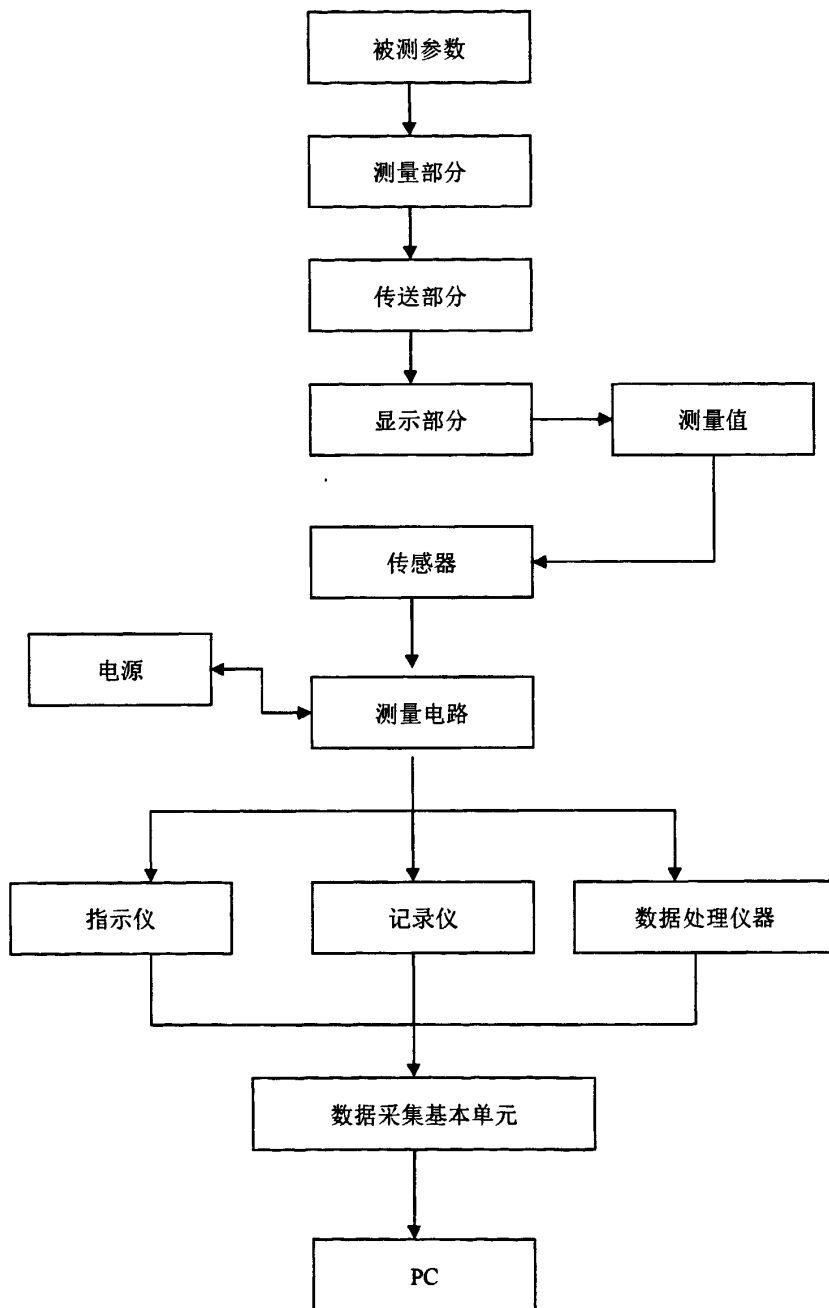 被测参数
测量部分
传送部分
显示部分
测量值
传感器
电源
测量电路
指示仪
记录仪
数据处理仪器
数据采集基本单元
PC